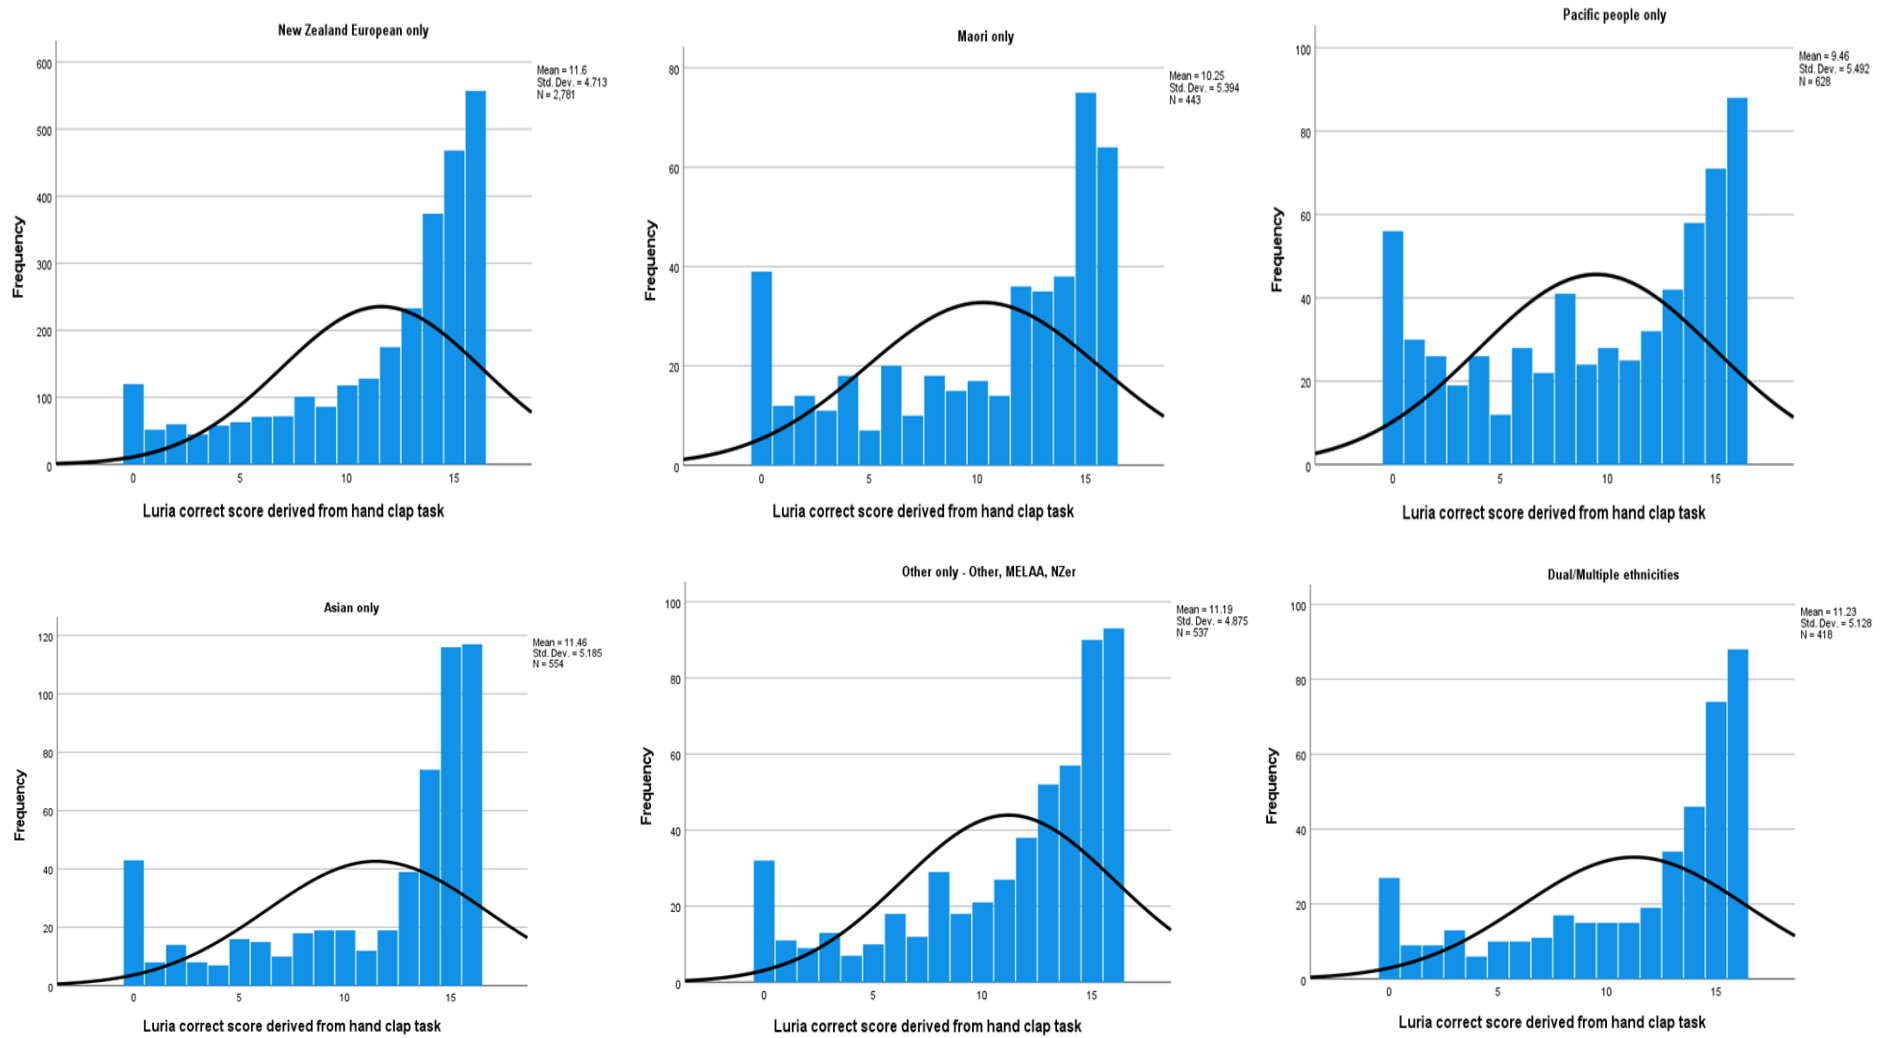 New Zealand European only
Mean = 11.6
Std. Dev. = 4.713
N = 2,781
600
500
400
300
200
100
0
Frequency
0 5 10 15
Luria correct score derived from hand clap task
Maori only
Mean = 10.25
Std. Dev. = 5.394
N = 443
80
60
40
20
0
Frequency
0 5 10 15
Luria correct score derived from hand clap task
Pacific people only
Mean = 9.46
Std. Dev. = 5.492
N = 628
100
80
60
40
20
0
Frequency
0 5 10 15
Luria correct score derived from hand clap task
Asian only
Mean = 11.46
Std. Dev. = 5.185
N = 554
120
100
80
60
40
20
0
Frequency
0 5 10 15
Luria correct score derived from hand clap task
Other only - Other, MELAA, NZer
Mean = 11.19
Std. Dev. = 4.875
N = 537
100
80
60
40
20
0
Frequency
0 5 10 15
Luria correct score derived from hand clap task
Dual/Multiple ethnicities
Mean = 11.23
Std. Dev. = 5.128
N = 418
100
80
60
40
20
0
Frequency
0 5 10 15
Luria correct score derived from hand clap task